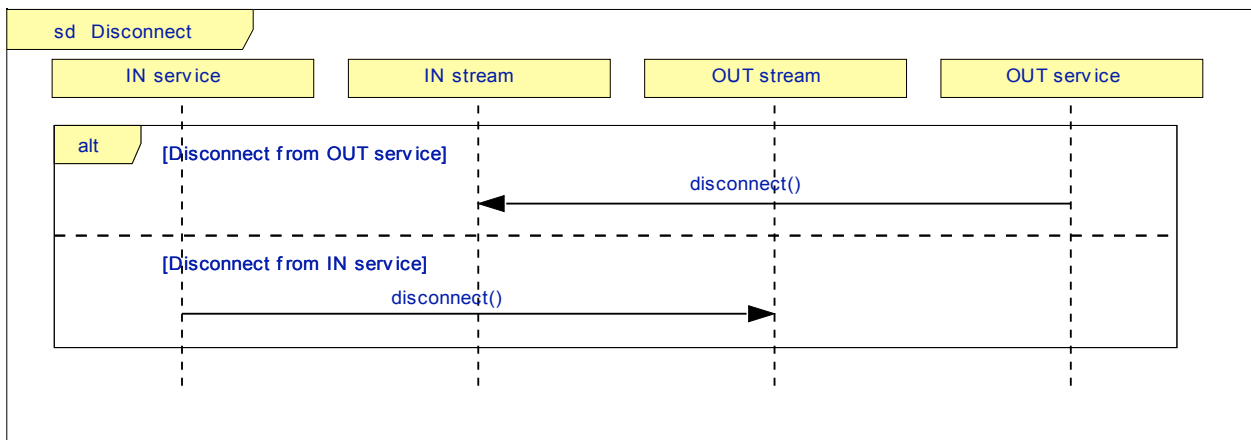 sd Disconnect
IN service
IN stream
OUT stream
OUT service
alt
[Disconnect from OUT service]
disconnect()
[Disconnect from IN service]
disconnect()